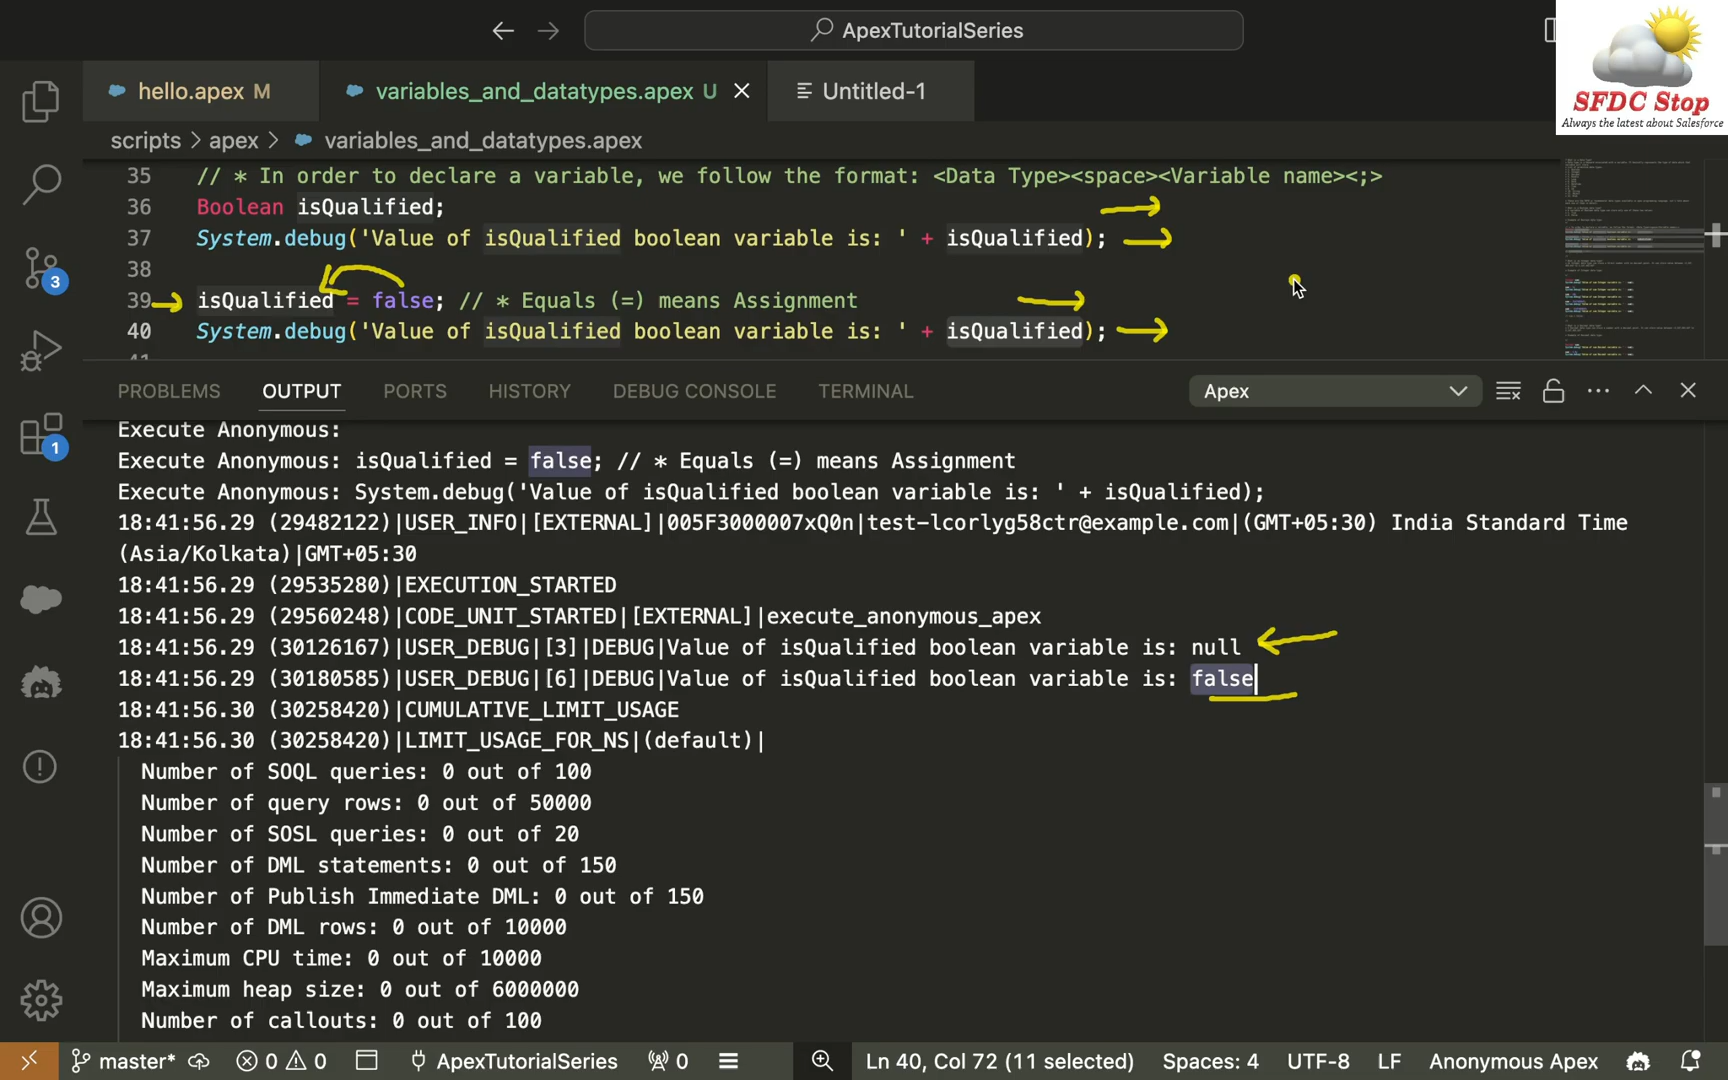 ApexTutorialSeries
SFDC Stop
Always the latest about Salesforce
hello.apex M
variables_and_datatypes.apex U
Untitled-1
scripts > apex > variables_and_datatypes.apex
35 // * In order to declare a variable, we follow the format: <Data Type><space><Variable name><;>
36 Boolean isQualified;
37 System.debug('Value of isQualified boolean variable is: ' + isQualified);
38
39 isQualified = false; // * Equals (=) means Assignment
40 System.debug('Value of isQualified boolean variable is: ' + isQualified);
41
PROBLEMS OUTPUT PORTS HISTORY DEBUG CONSOLE TERMINAL Apex
Execute Anonymous:
Execute Anonymous: isQualified = false; // * Equals (=) means Assignment
Execute Anonymous: System.debug('Value of isQualified boolean variable is: ' + isQualified);
18:41:56.29 (29482122)|USER_INFO|[EXTERNAL]|005F3000007xQ0n|test-lcorlyg58ctr@example.com|(GMT+05:30) India Standard Time
(Asia/Kolkata)|GMT+05:30
18:41:56.29 (29535280)|EXECUTION_STARTED
18:41:56.29 (29560248)|CODE_UNIT_STARTED|[EXTERNAL]|execute_anonymous_apex
18:41:56.29 (30126167)|USER_DEBUG|[3]|DEBUG|Value of isQualified boolean variable is: null
18:41:56.29 (30180585)|USER_DEBUG|[6]|DEBUG|Value of isQualified boolean variable is: false
18:41:56.30 (30258420)|CUMULATIVE_LIMIT_USAGE
18:41:56.30 (30258420)|LIMIT_USAGE_FOR_NS|(default)|
Number of SOQL queries: 0 out of 100
Number of query rows: 0 out of 50000
Number of SOSL queries: 0 out of 20
Number of DML statements: 0 out of 150
Number of Publish Immediate DML: 0 out of 150
Number of DML rows: 0 out of 10000
Maximum CPU time: 0 out of 10000
Maximum heap size: 0 out of 6000000
Number of callouts: 0 out of 100
3
1
master* 0 0 ApexTutorialSeries 0 Ln 40, Col 72 (11 selected) Spaces: 4 UTF-8 LF Anonymous Apex